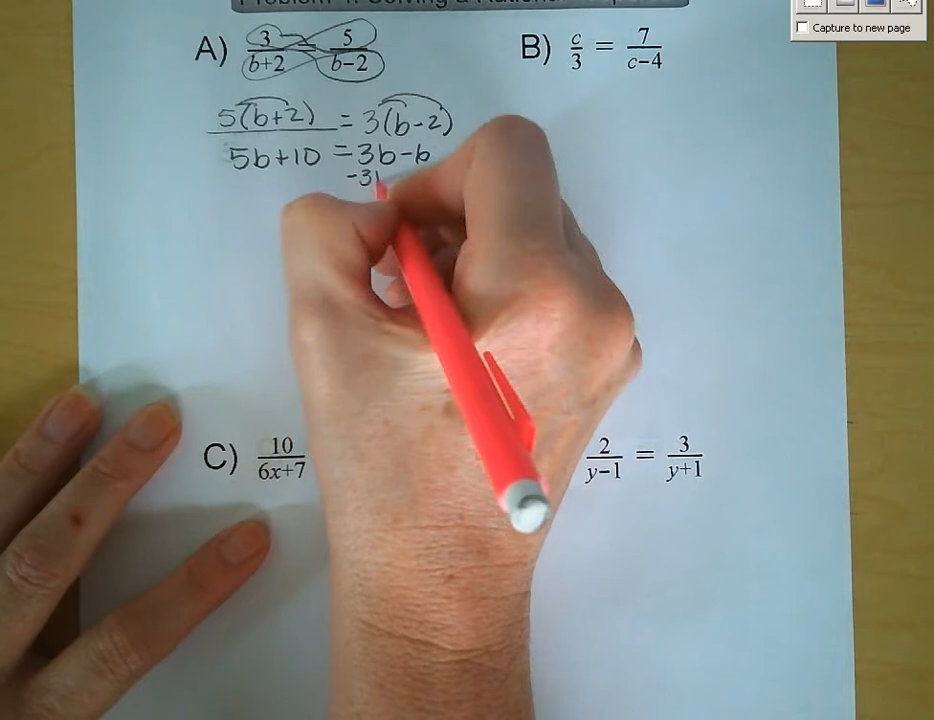 Capture to new page
A) 3/b+2 = 5/b−2
B) c/3 = 7/c−4
5(b+2) = 3(b-2)
5b+10 = 3b-6
-3
C) 10/6x+7
2/y−1 = 3/y+1